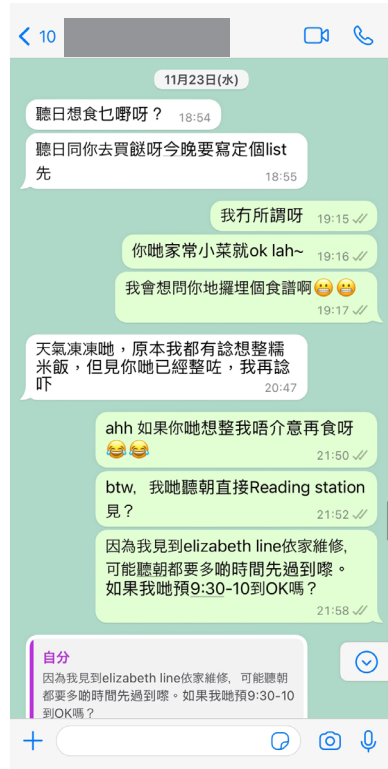 10
11月23日(水)
聽日想食乜嘢呀？ 18:54
聽日同你去買餸呀今晚要寫定個list
先 18:55
我冇所謂呀 19:15
你哋家常小菜就ok lah~ 19:16
我會想問你地攞埋個食譜啊😬😬
19:17
天氣凍凍哋，原本我都有諗想整糯
米飯，但見你哋已經整咗，我再諗
吓 20:47
ahh 如果你哋想整我唔介意再食呀
😂😂 21:50
btw，我哋聽朝直接Reading station
見？ 21:52
因為我見到elizabeth line依家維修，
可能聽朝都要多啲時間先過到嚟。
如果我哋預9:30-10到OK嗎？
21:58
自分
因為我見到elizabeth line依家維修，可能聽朝
都要多啲時間先過到嚟。如果我哋預9:30-10
到OK嗎？